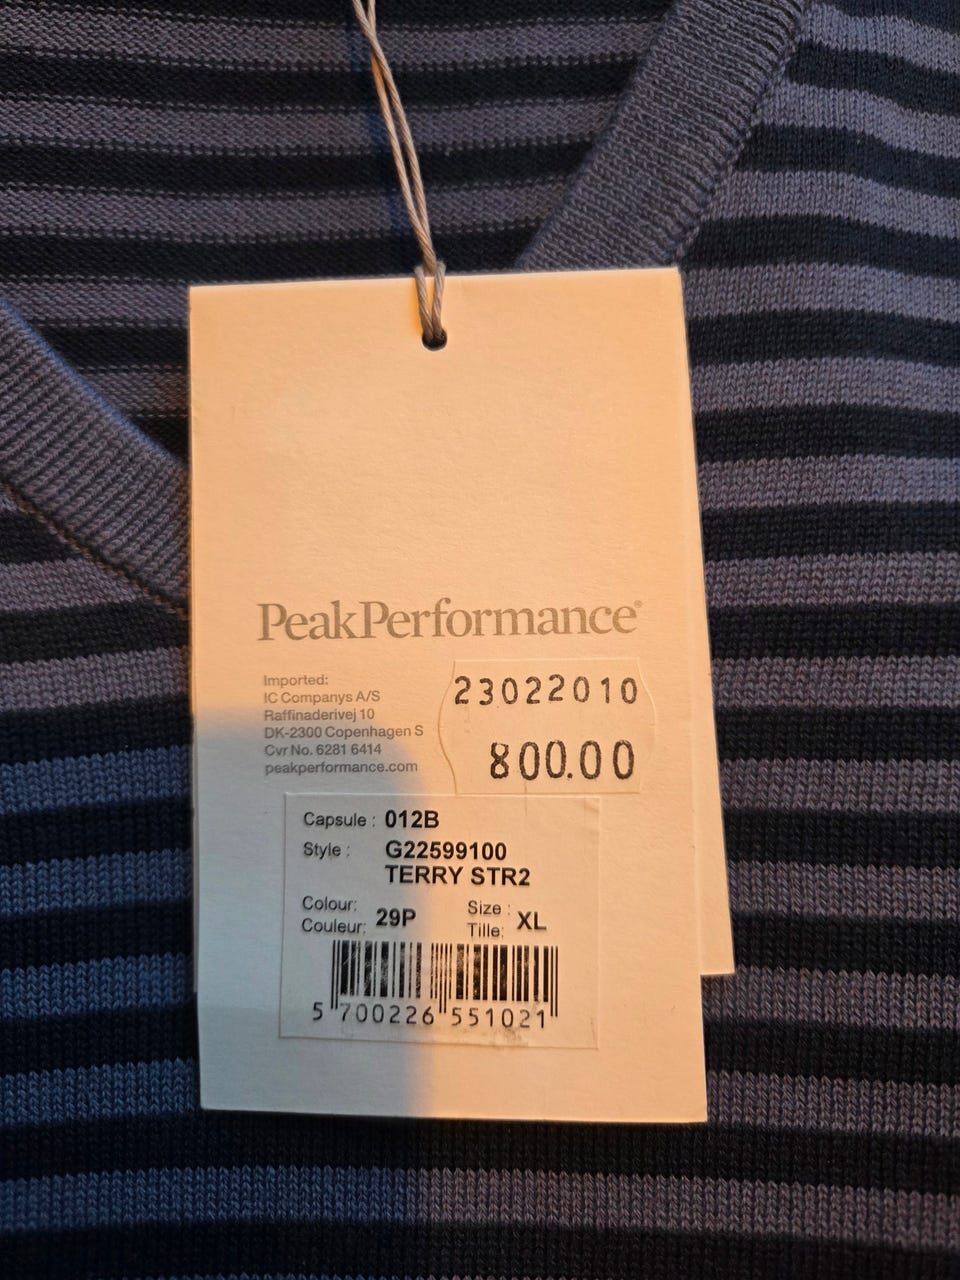 PeakPerformance®
Imported:
IC Companys A/S
Raffinaderivej 10
DK-2300 Copenhagen S
Cvr No. 6281 6414
peakperformance.com
23022010
800.00
Capsule : 012B
Style : G22599100
TERRY STR2
Colour:
Couleur: 29P
Size :
Tille: XL
5 700226 551021